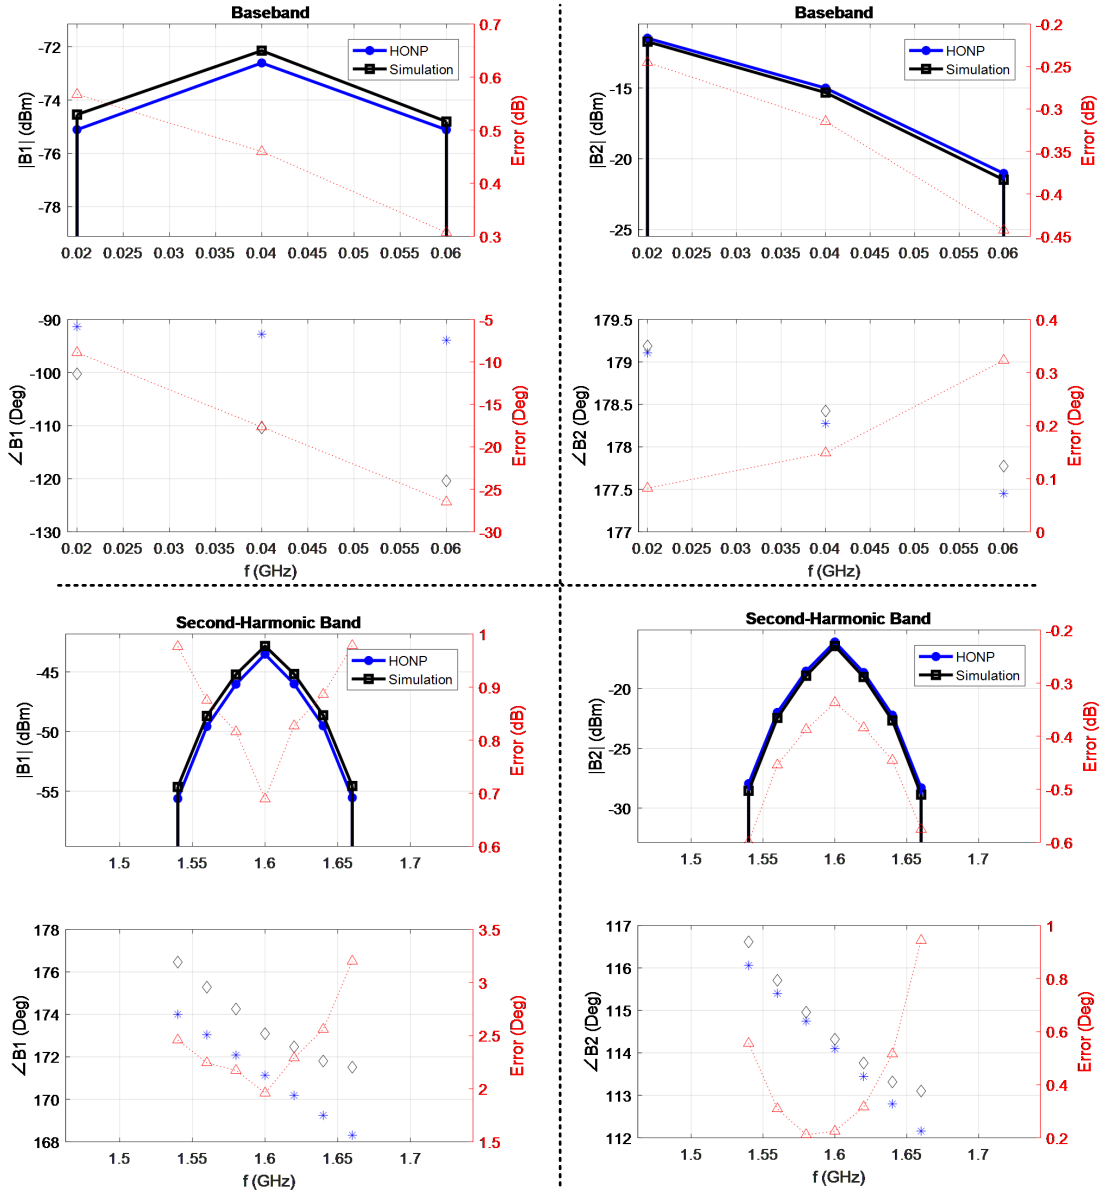 Baseband
|B1| (dBm)
-72
-74
-76
-78
HONP
Simulation
0.7
0.6
0.5
0.4
0.3
Error (dB)
0.02 0.025 0.03 0.035 0.04 0.045 0.05 0.055 0.06
Baseband
|B2| (dBm)
-15
-20
-25
HONP
Simulation
-0.2
-0.25
-0.3
-0.35
-0.4
-0.45
Error (dB)
0.02 0.025 0.03 0.035 0.04 0.045 0.05 0.055 0.06
∠B1 (Deg)
-90
-100
-110
-120
-130
-5
-10
-15
-20
-25
-30
Error (Deg)
0.02 0.025 0.03 0.035 0.04 0.045 0.05 0.055 0.06
f (GHz)
∠B2 (Deg)
179.5
179
178.5
178
177.5
177
0.4
0.3
0.2
0.1
0
Error (Deg)
0.02 0.025 0.03 0.035 0.04 0.045 0.05 0.055 0.06
f (GHz)
Second-Harmonic Band
|B1| (dBm)
-45
-50
-55
HONP
Simulation
1
0.9
0.8
0.7
0.6
Error (dB)
1.5 1.55 1.6 1.65 1.7
Second-Harmonic Band
|B2| (dBm)
-20
-25
-30
HONP
Simulation
-0.2
-0.3
-0.4
-0.5
-0.6
Error (dB)
1.5 1.55 1.6 1.65 1.7
∠B1 (Deg)
178
176
174
172
170
168
3.5
3
2.5
2
1.5
Error (Deg)
1.5 1.55 1.6 1.65 1.7
f (GHz)
∠B2 (Deg)
117
116
115
114
113
112
1
0.8
0.6
0.4
0.2
Error (Deg)
1.5 1.55 1.6 1.65 1.7
f (GHz)